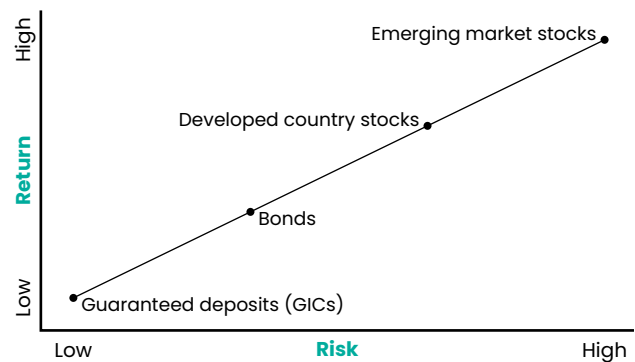 High
Emerging market stocks
Developed country stocks
Return
Bonds
Low
Guaranteed deposits (GICs)
Low
Risk
High